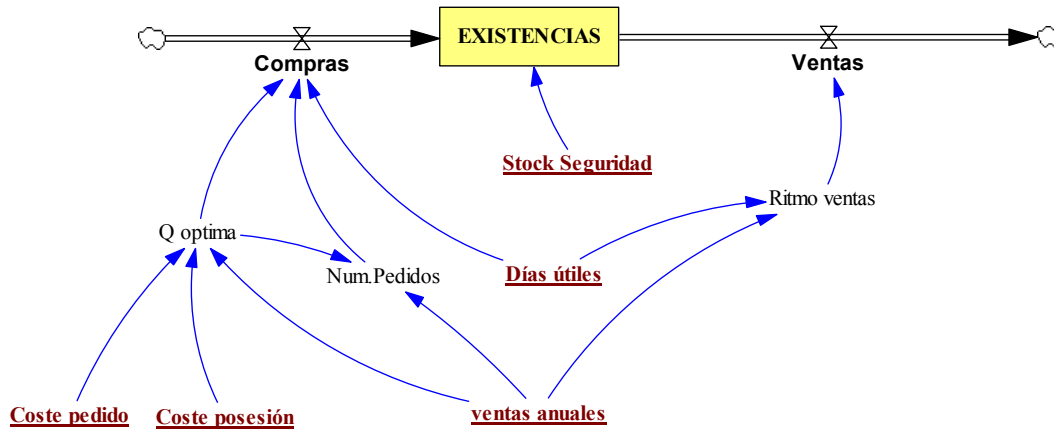 EXISTENCIAS
Compras
Ventas
Stock Seguridad
Ritmo ventas
Q optima
Num.Pedidos
Días útiles
Coste pedido
Coste posesión
ventas anuales